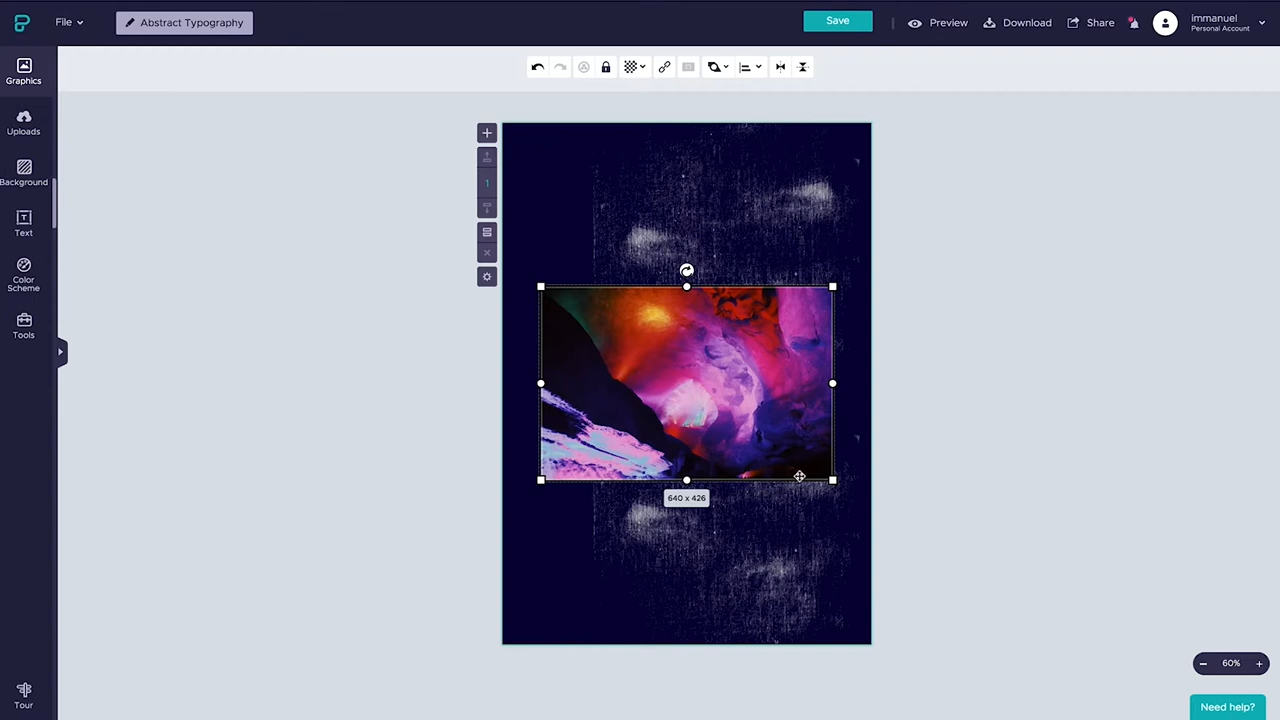 File
Abstract Typography
Save
Preview
Download
Share
immanuel
Personal Account
Graphics
Uploads
Background
Text
Color
Scheme
Tools
Tour
1
640 x 426
60%
Need help?